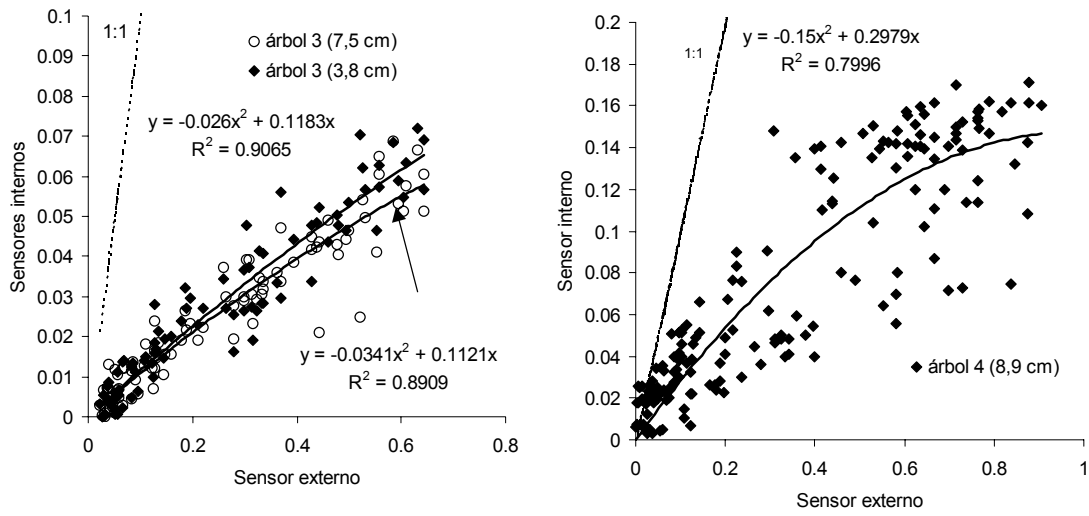 0.1
0.09
0.08
0.07
0.06
0.05
0.04
0.03
0.02
0.01
0
0
0.2
0.4
0.6
0.8
Sensores internos
Sensor externo
1:1
árbol 3 (7,5 cm)
árbol 3 (3,8 cm)
y = -0.026x² + 0.1183x
R² = 0.9065
y = -0.0341x² + 0.1121x
R² = 0.8909
0.2
0.18
0.16
0.14
0.12
0.1
0.08
0.06
0.04
0.02
0
0
0.2
0.4
0.6
0.8
1
Sensor interno
Sensor externo
1:1
y = -0.15x² + 0.2979x
R² = 0.7996
árbol 4 (8,9 cm)